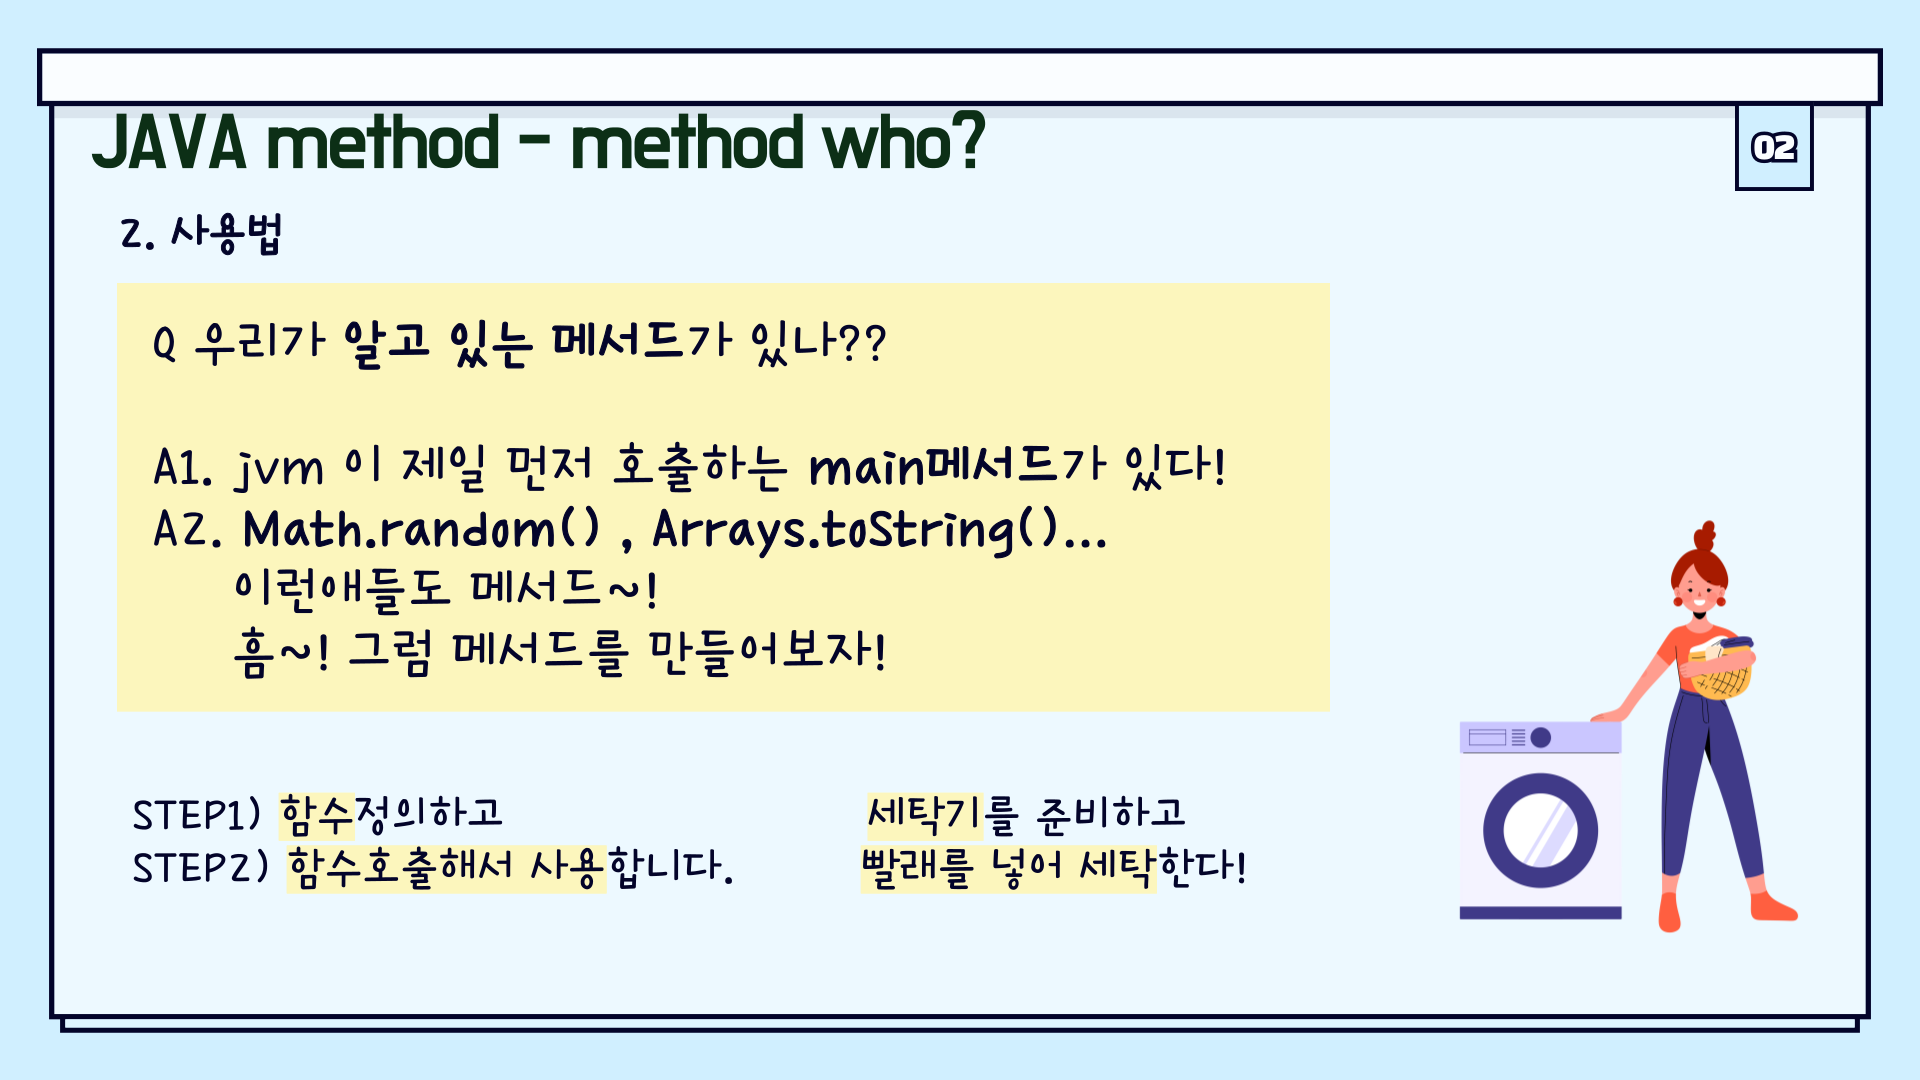 JAVA method - method who?
02
2. 사용법
Q 우리가 알고 있는 메서드가 있나??
A1. jvm 이 제일 먼저 호출하는 main메서드가 있다!
A2. Math.random() , Arrays.toString()...
이런애들도 메서드~!
흠~! 그럼 메서드를 만들어보자!
STEP1) 함수정의하고
STEP2) 함수호출해서 사용합니다.
세탁기를 준비하고
빨래를 넣어 세탁한다!